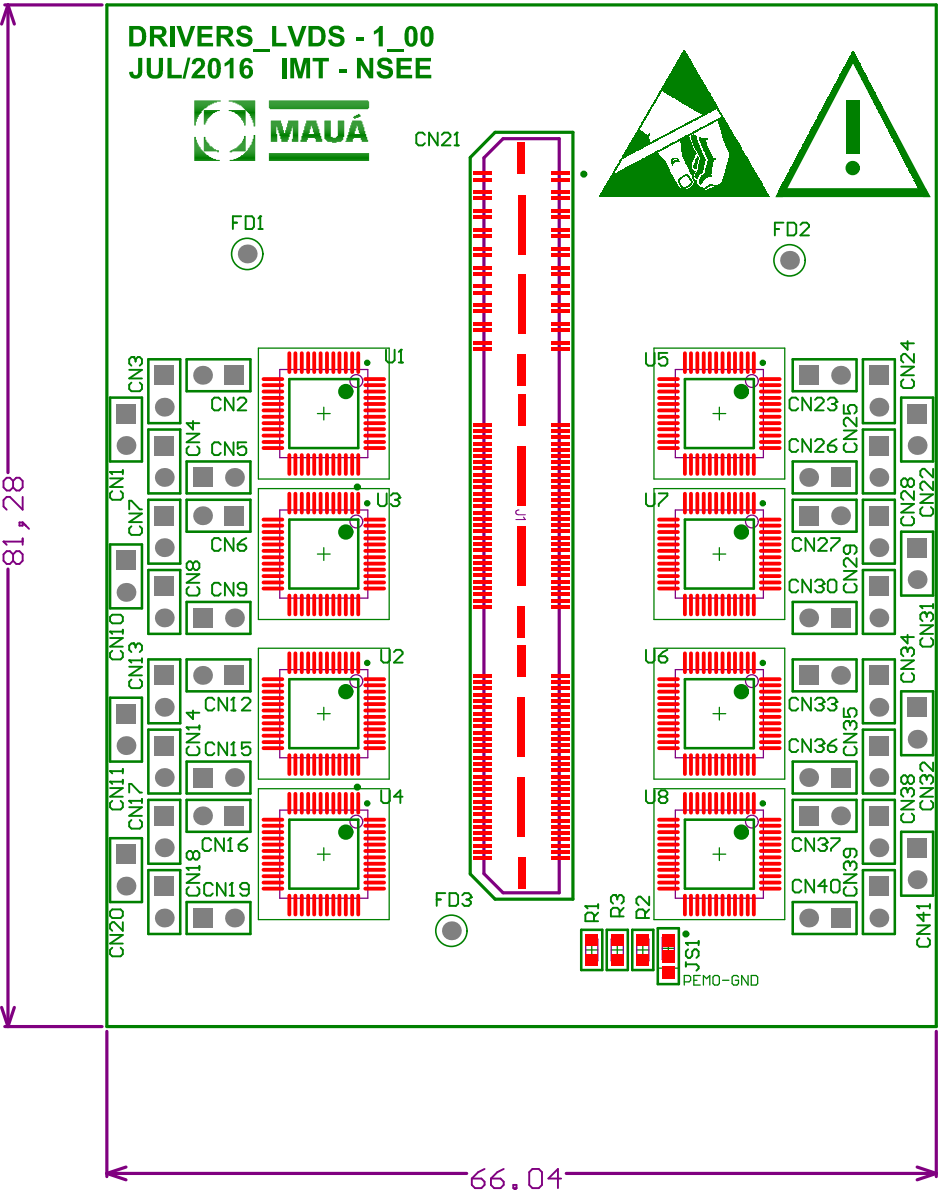 DRIVERS_LVDS - 1_00
JUL/2016 IMT - NSEE
MAUÁ
CN21
FD1
FD2
CN3
CN2
U1
U5
CN23
CN24
CN1
CN4
CN5
CN26
CN25
CN22
CN7
CN6
U3
U7
CN27
CN28
CN10
CN8
CN9
J1
CN30
CN29
CN31
CN13
CN12
U2
U6
CN33
CN34
CN11
CN14
CN15
CN36
CN35
CN32
CN17
CN16
U4
U8
CN37
CN38
CN20
CN18
CN19
CN40
CN39
CN41
FD3
R1
R3
R2
JS1
PEMO-GND
81,28
66.04